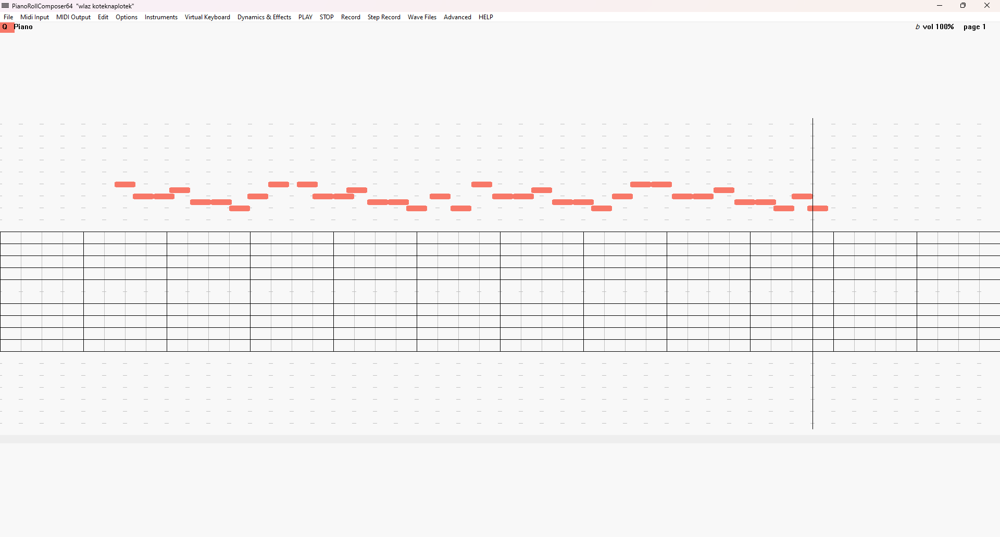 PianoRollComposer64 "wlaz koteknaplotek"
File Midi Input MIDI Output Edit Options Instruments Virtual Keyboard Dynamics & Effects PLAY STOP Record Step Record Wave Files Advanced HELP
Q Piano b vol 100% page 1